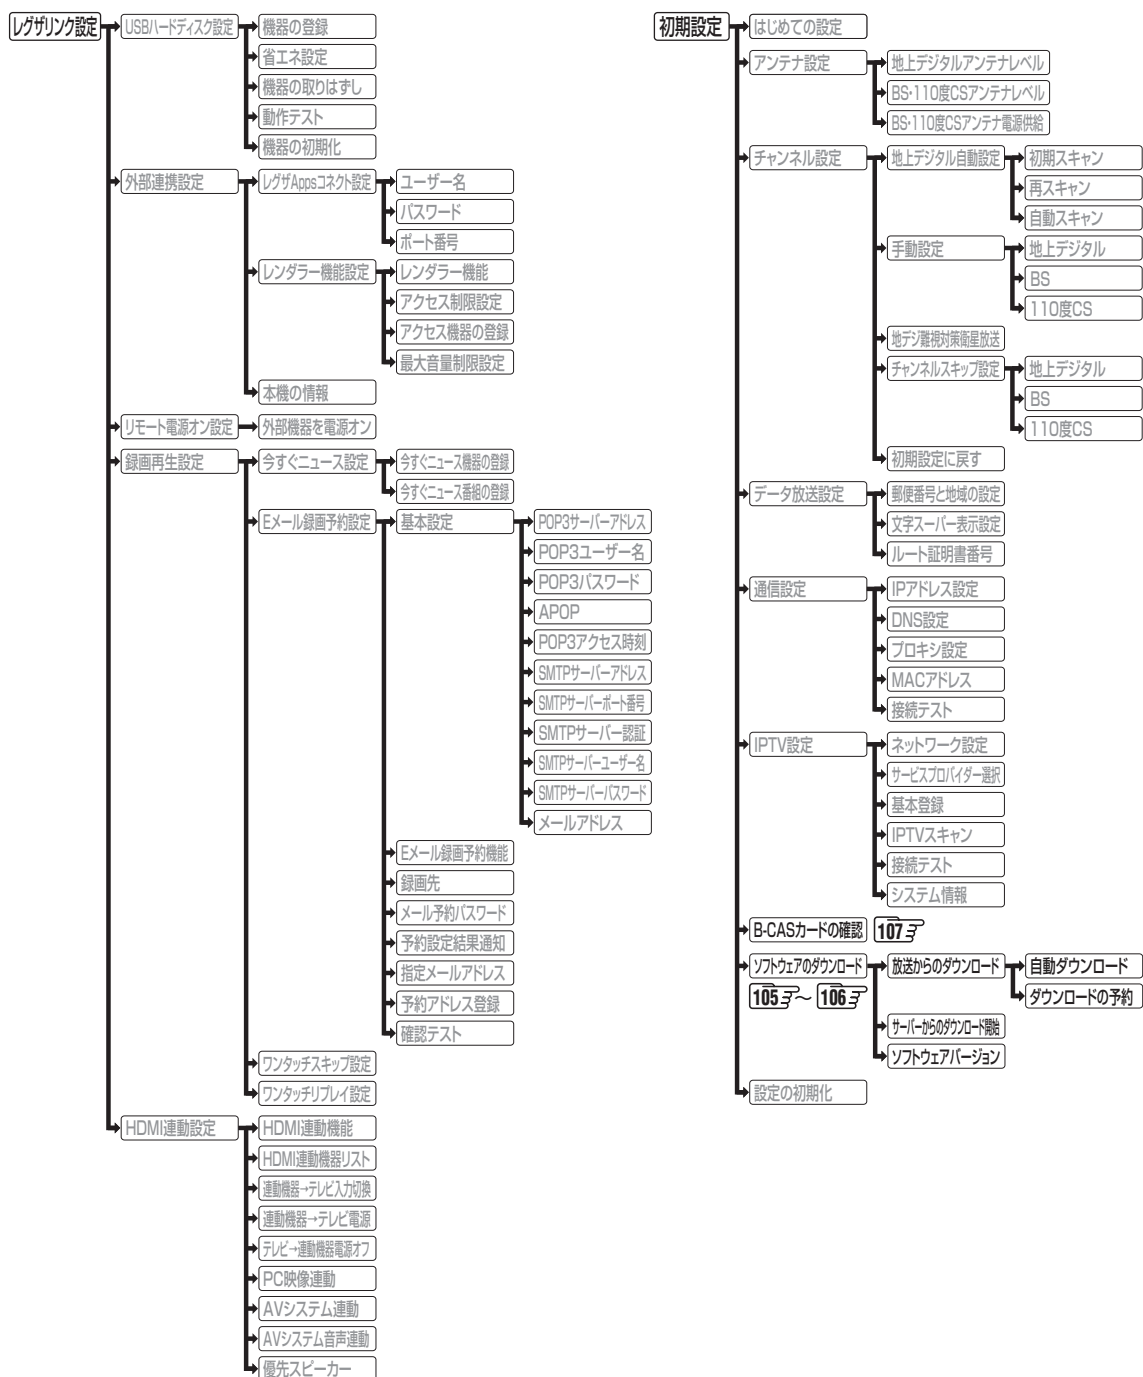 レグザリンク設定
USBハードディスク設定
機器の登録
省エネ設定
機器の取りはずし
動作テスト
機器の初期化
外部連携設定
レグザAppsコネクト設定
ユーザー名
パスワード
ポート番号
レンダラー機能設定
レンダラー機能
アクセス制限設定
アクセス機器の登録
最大音量制限設定
本機の情報
リモート電源オン設定
外部機器を電源オン
録画再生設定
今すぐニュース設定
今すぐニュース機器の登録
今すぐニュース番組の登録
Eメール録画予約設定
基本設定
POP3サーバーアドレス
POP3ユーザー名
POP3パスワード
APOP
POP3アクセス時刻
SMTPサーバーアドレス
SMTPサーバーポート番号
SMTPサーバー認証
SMTPサーバーユーザー名
SMTPサーバーパスワード
メールアドレス
Eメール録画予約機能
録画先
メール予約パスワード
予約設定結果通知
指定メールアドレス
予約アドレス登録
確認テスト
ワンタッチスキップ設定
ワンタッチリプレイ設定
HDMI連動設定
HDMI連動機能
HDMI連動機器リスト
連動機器→テレビ入力切換
連動機器→テレビ電源
テレビ→連動機器電源オフ
PC映像連動
AVシステム連動
AVシステム音声連動
優先スピーカー
初期設定
はじめての設定
アンテナ設定
地上デジタルアンテナレベル
BS・110度CSアンテナレベル
BS・110度CSアンテナ電源供給
チャンネル設定
地上デジタル自動設定
初期スキャン
再スキャン
自動スキャン
手動設定
地上デジタル
BS
110度CS
地デジ難視対策衛星放送
チャンネルスキップ設定
地上デジタル
BS
110度CS
初期設定に戻す
データ放送設定
郵便番号と地域の設定
文字スーパー表示設定
ルート証明書番号
通信設定
IPアドレス設定
DNS設定
プロキシ設定
MACアドレス
接続テスト
IPTV設定
ネットワーク設定
サービスプロバイダー選択
基本登録
IPTVスキャン
接続テスト
システム情報
B-CASカードの確認 107
ソフトウェアのダウンロード
105 ～ 106
放送からのダウンロード
自動ダウンロード
ダウンロードの予約
サーバーからのダウンロード開始
ソフトウェアバージョン
設定の初期化